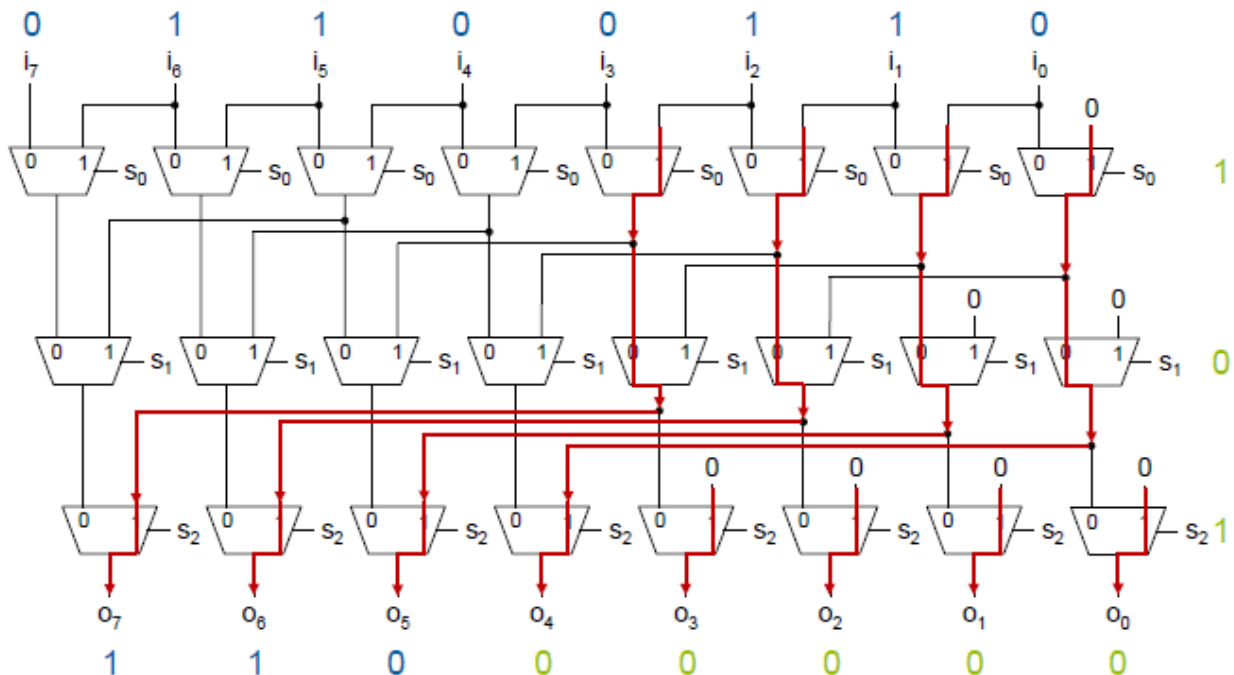 0 1 1 0 0 1 1 0
i₇ i₆ i₅ i₄ i₃ i₂ i₁ i₀
0
0 1 s₀ 0 1 s₀ 0 1 s₀ 0 1 s₀ 0 1 s₀ 0 1 s₀ 0 1 s₀ 0 1 s₀ 1
0 0
0 1 s₁ 0 1 s₁ 0 1 s₁ 0 1 s₁ 0 1 s₁ 0 1 s₁ 0 1 s₁ 0 1 s₁ 0
0 0 0 0
0 1 s₂ 0 1 s₂ 0 1 s₂ 0 1 s₂ 0 1 s₂ 0 1 s₂ 0 1 s₂ 0 1 s₂ 1
o₇ o₆ o₅ o₄ o₃ o₂ o₁ o₀
1 1 0 0 0 0 0 0